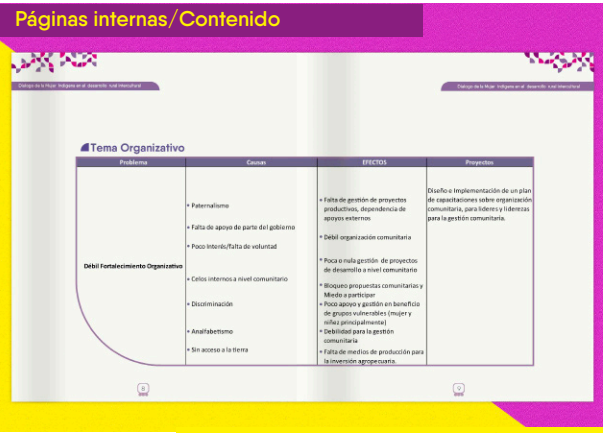 Páginas internas/Contenido
Diálogo de la Mujer Indígena en el desarrollo rural intercultural
Diálogo de la Mujer Indígena en el desarrollo rural intercultural
Tema Organizativo
Problema
Causas
EFECTOS
Proyectos
Débil Fortalecimiento Organizativo
• Paternalismo
• Falta de apoyo de parte del gobierno
• Poco Interés/falta de voluntad
• Celos internos a nivel comunitario
• Discriminación
• Analfabetismo
• Sin acceso a la tierra
• Falta de gestión de proyectos
productivos, dependencia de
apoyos externos
• Débil organización comunitaria
• Poca o nula gestión de proyectos
de desarrollo a nivel comunitario
• Bloqueo propuestas comunitarias y
Miedo a participar
• Poco apoyo y gestión en beneficio
de grupos vulnerables (mujer y
niñez principalmente)
• Debilidad para la gestión
comunitaria
• Falta de medios de producción para
la inversión agropecuaria.
Diseño e Implementación de un plan
de capacitaciones sobre organización
comunitaria, para lideres y liderezas
para la gestión comunitaria.
8
9